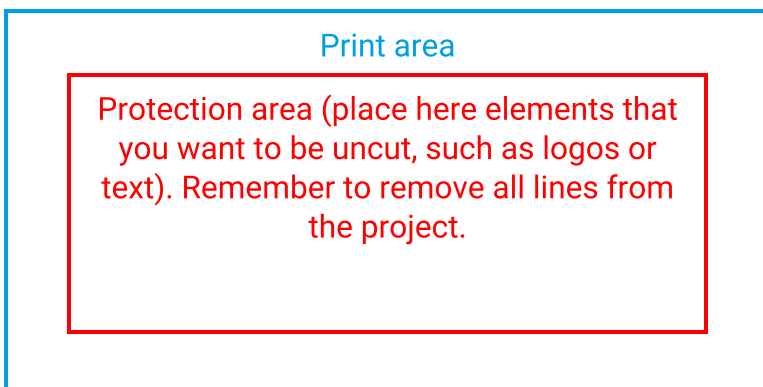 Print area
Protection area (place here elements that
you want to be uncut, such as logos or
text). Remember to remove all lines from
the project.